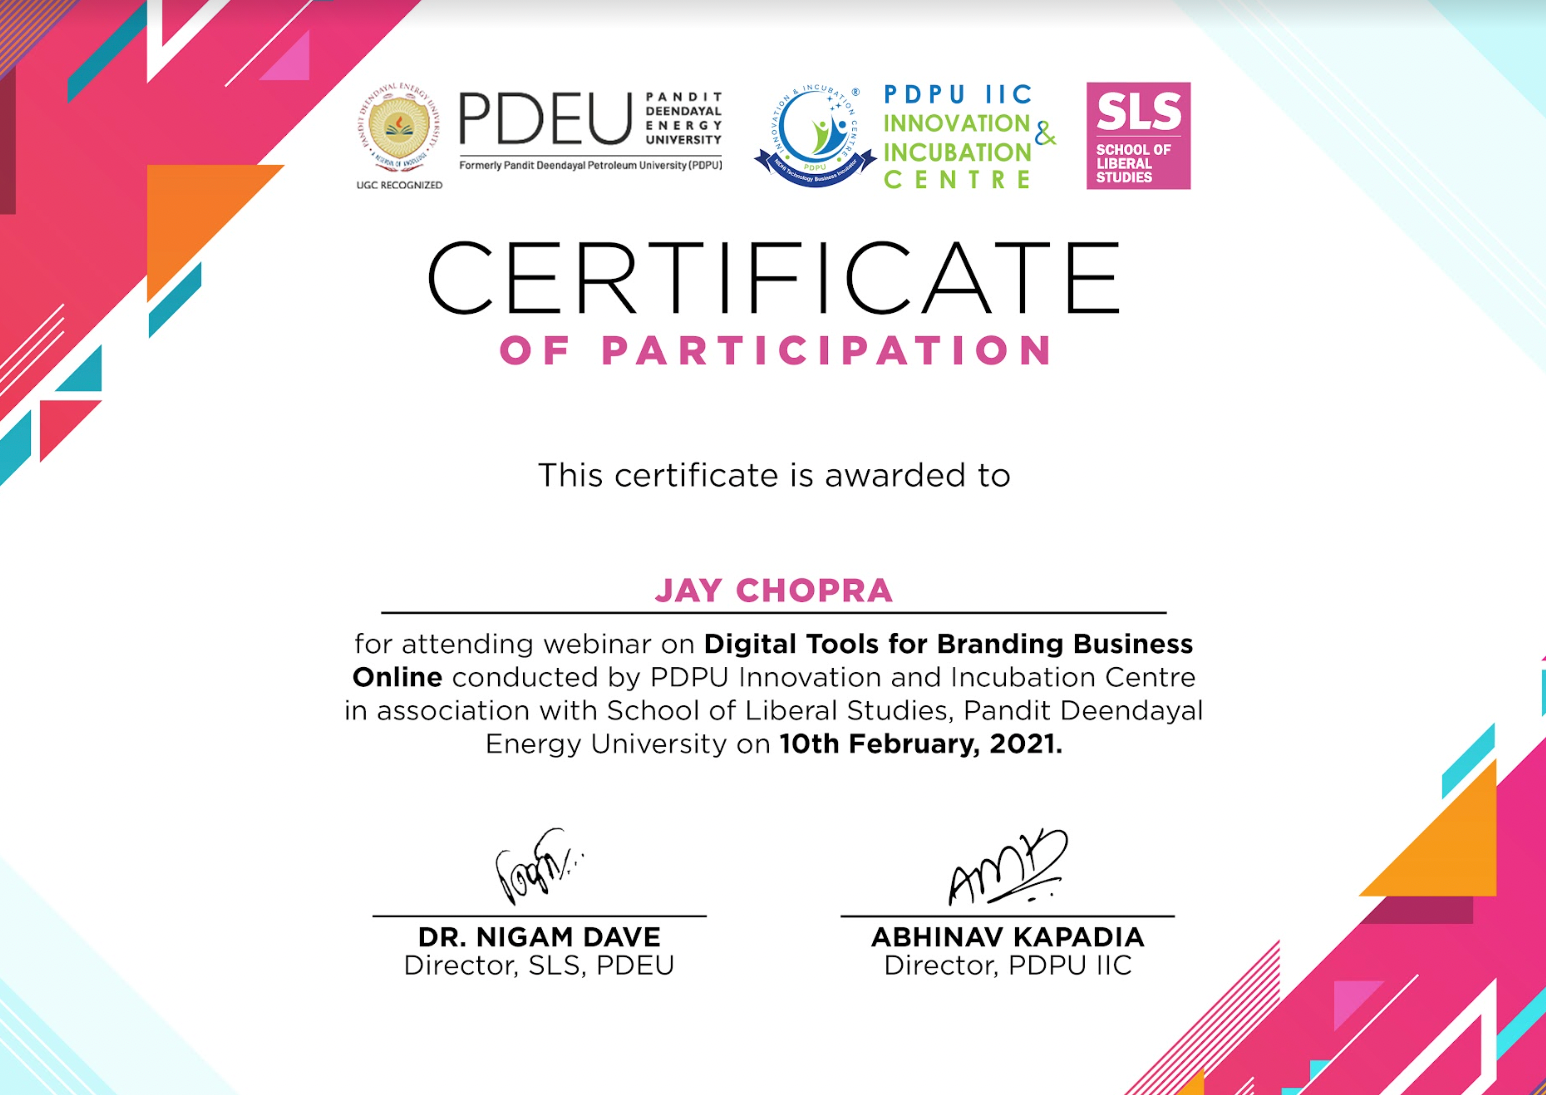 PANDIT DEENDAYAL ENERGY UNIVERSITY
UGC RECOGNIZED
PDEU
PANDIT
DEENDAYAL
ENERGY
UNIVERSITY
Formerly Pandit Deendayal Petroleum University (PDPU)
INNOVATION & INCUBATION CENTRE
®
PDPU
PDPU IIC
INNOVATION &
INCUBATION
CENTRE
SLS
SCHOOL OF
LIBERAL
STUDIES
CERTIFICATE
OF PARTICIPATION
This certificate is awarded to
JAY CHOPRA
for attending webinar on Digital Tools for Branding Business
Online conducted by PDPU Innovation and Incubation Centre
in association with School of Liberal Studies, Pandit Deendayal
Energy University on 10th February, 2021.
DR. NIGAM DAVE
Director, SLS, PDEU
ABHINAV KAPADIA
Director, PDPU IIC